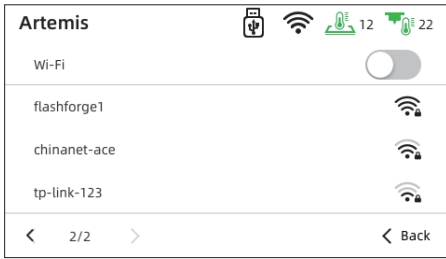 Artemis 12 22
Wi-Fi
flashforge1
chinanet-ace
tp-link-123
2/2 Back